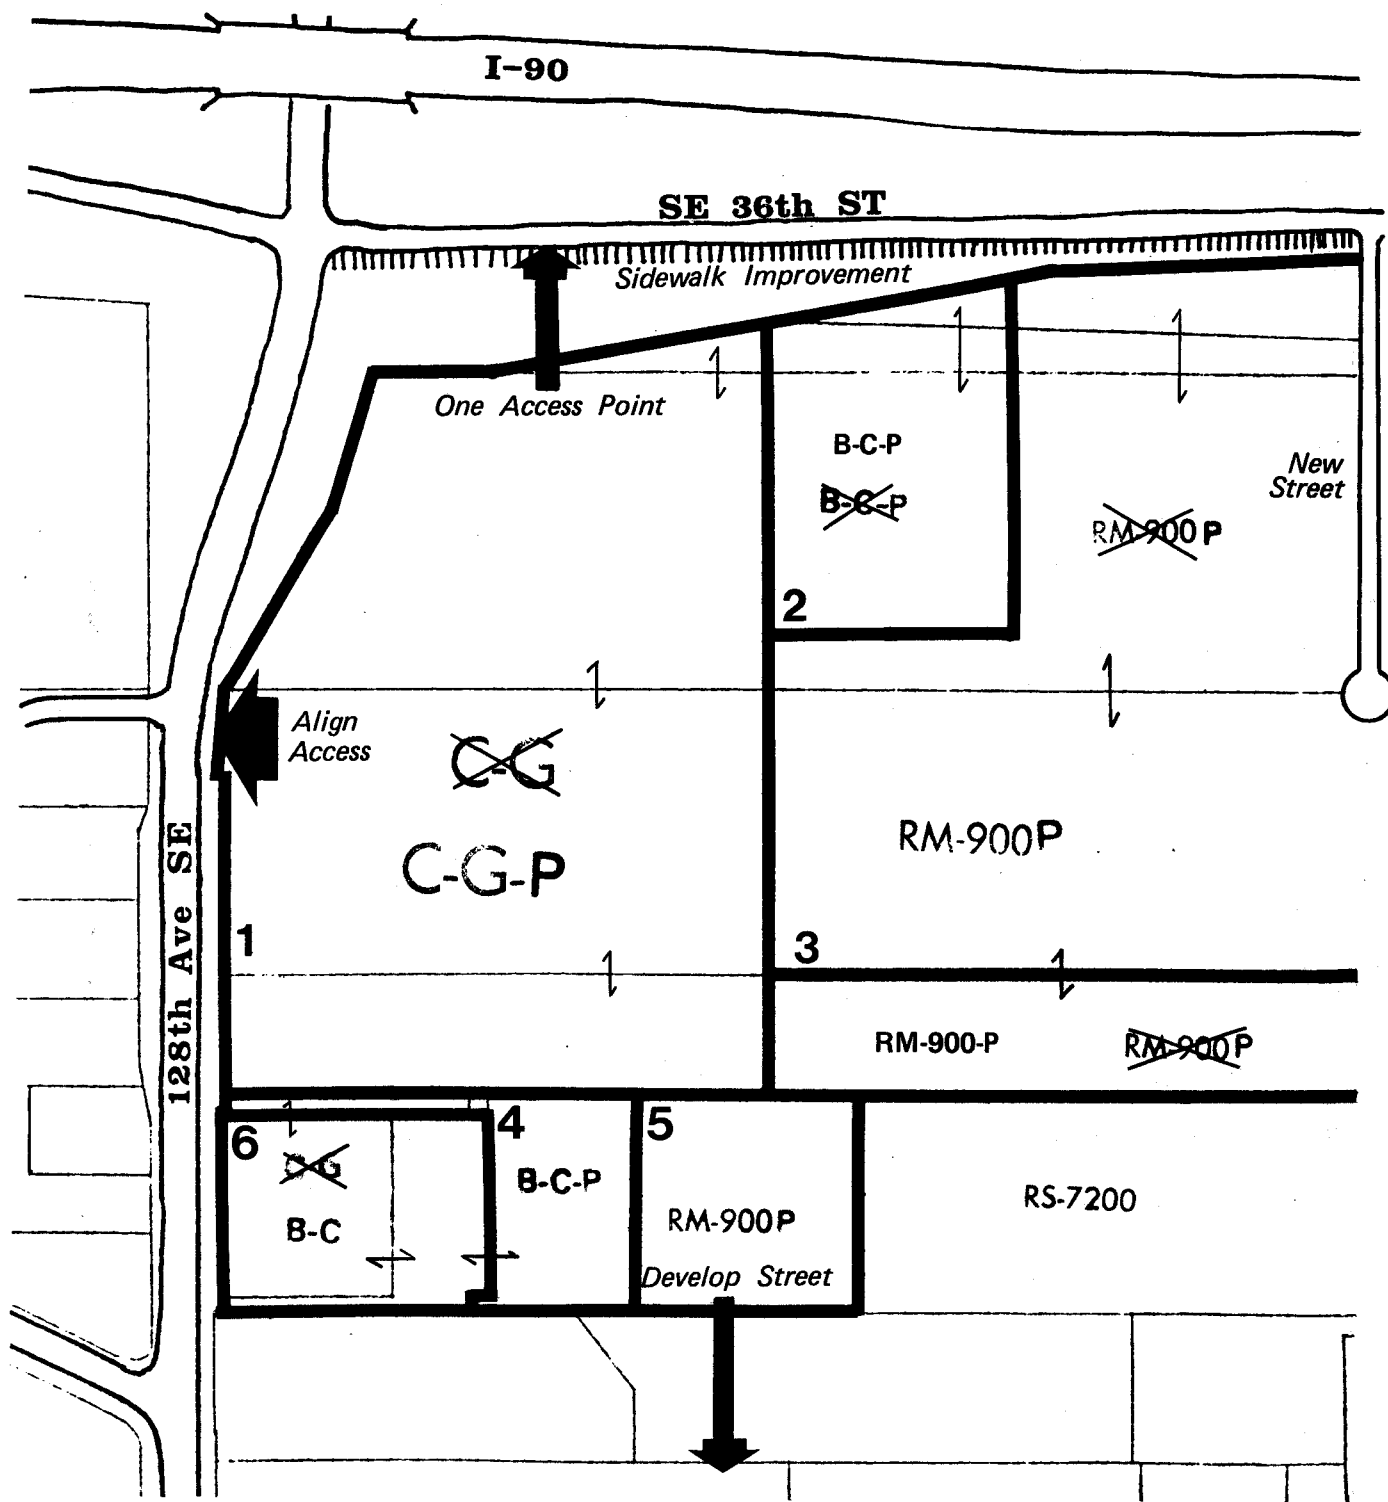 I-90
SE 36th ST
Sidewalk Improvement
One Access Point
B-C-P
B-C-P
New
Street
RM-900 P
2
Align
Access
C-G
RM-900P
C-G-P
128th Ave SE
1
3
RM-900-P
RM-900P
6
4
5
C-G
B-C-P
B-C
RM-900P
RS-7200
Develop Street